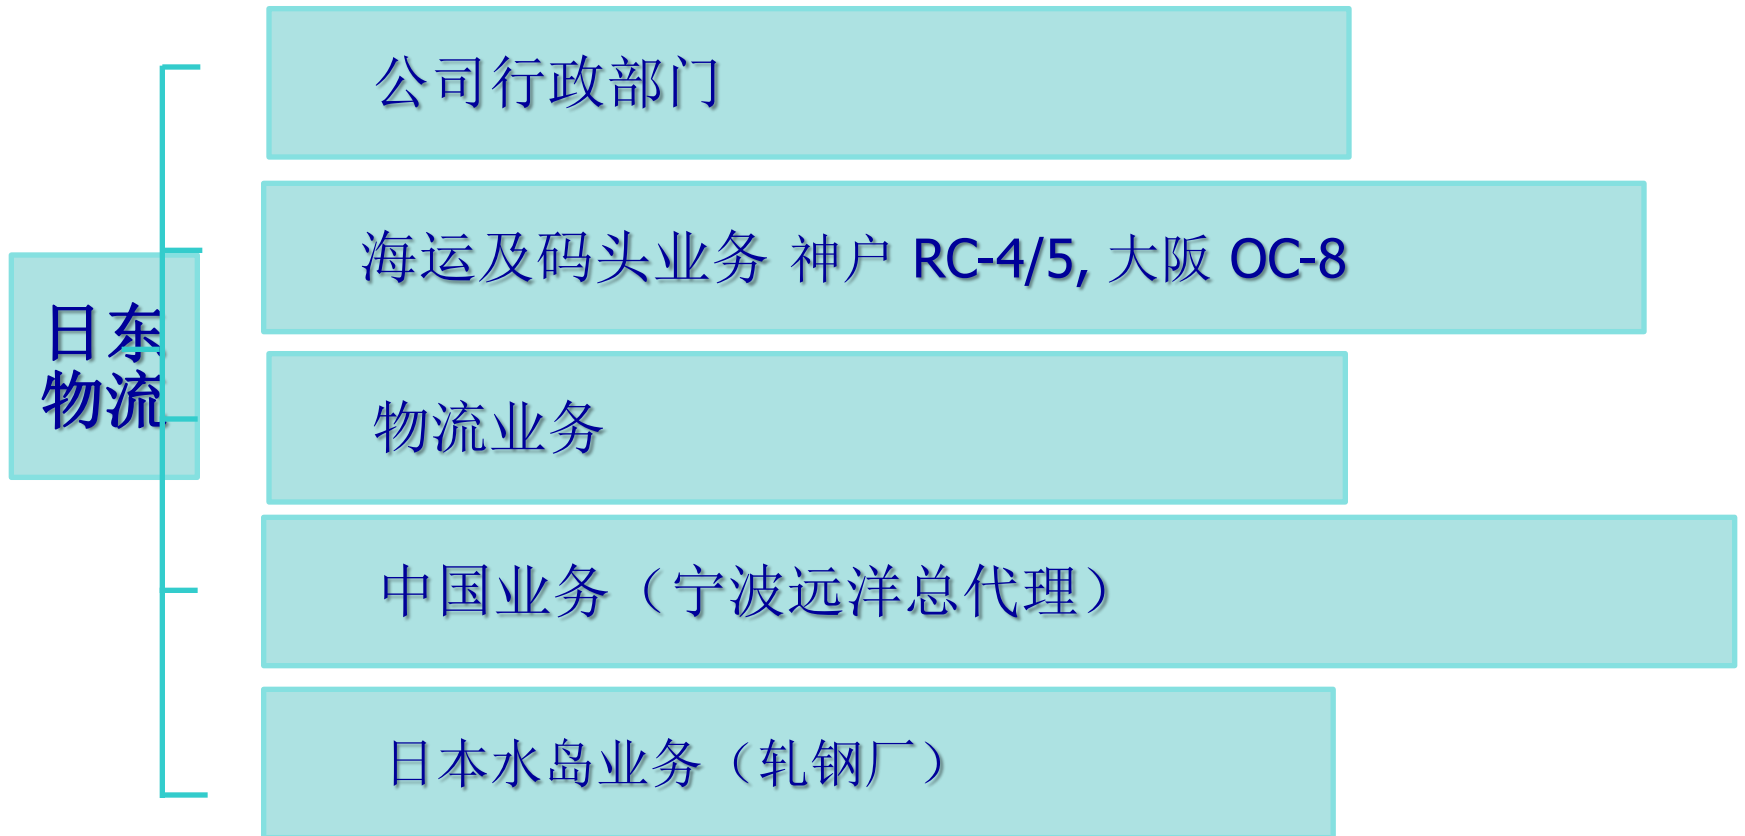 日东
物流
公司行政部门
海运及码头业务 神户 RC-4/5, 大阪 OC-8
物流业务
中国业务（宁波远洋总代理）
日本水岛业务（轧钢厂）